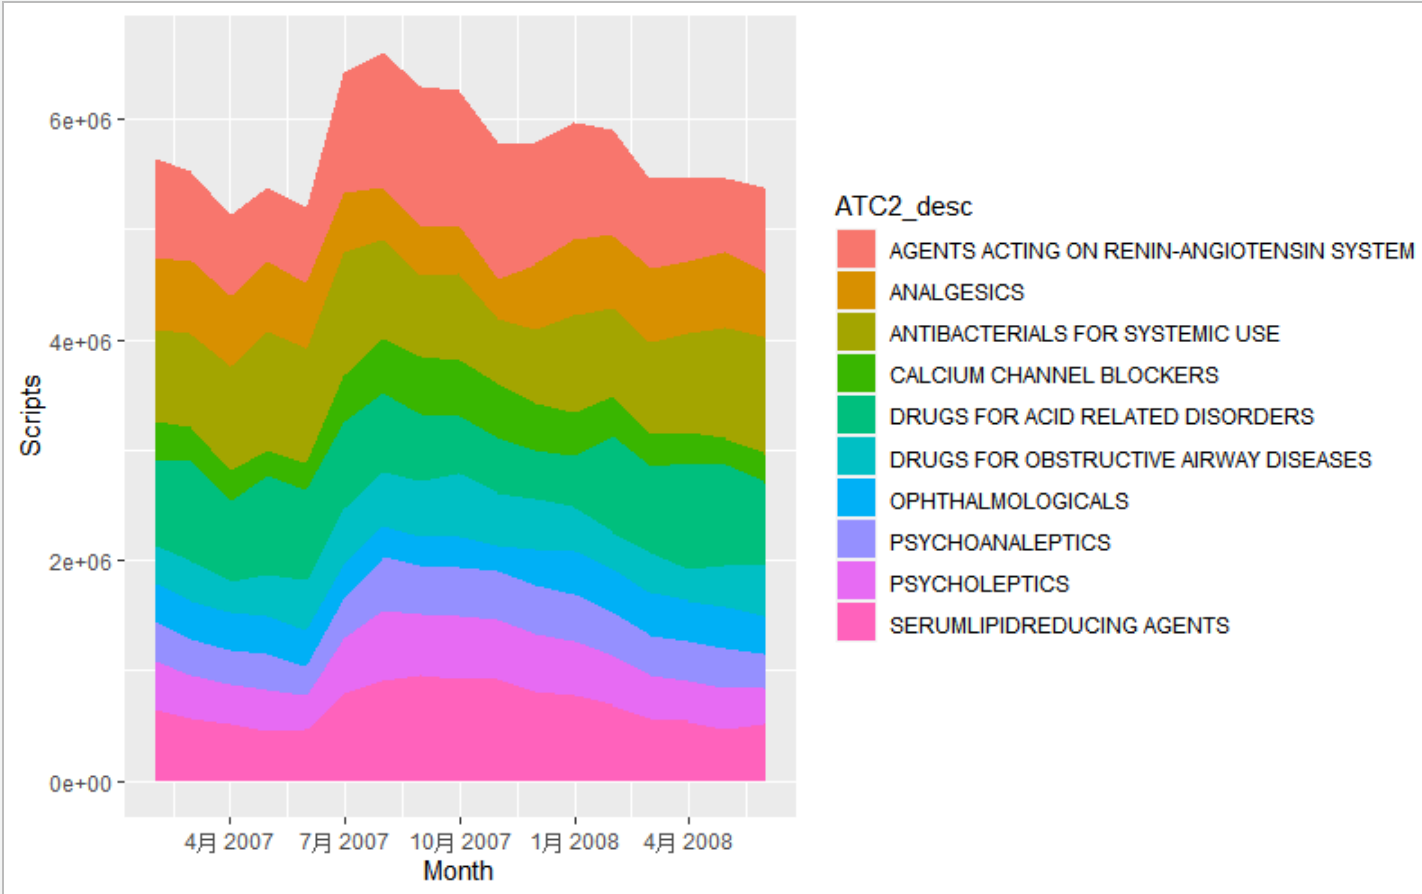 6e+06
4e+06
2e+06
0e+00
Scripts
4月 2007
7月 2007
10月 2007
1月 2008
4月 2008
Month
ATC2_desc
AGENTS ACTING ON RENIN-ANGIOTENSIN SYSTEM
ANALGESICS
ANTIBACTERIALS FOR SYSTEMIC USE
CALCIUM CHANNEL BLOCKERS
DRUGS FOR ACID RELATED DISORDERS
DRUGS FOR OBSTRUCTIVE AIRWAY DISEASES
OPHTHALMOLOGICALS
PSYCHOANALEPTICS
PSYCHOLEPTICS
SERUMLIPIDREDUCING AGENTS